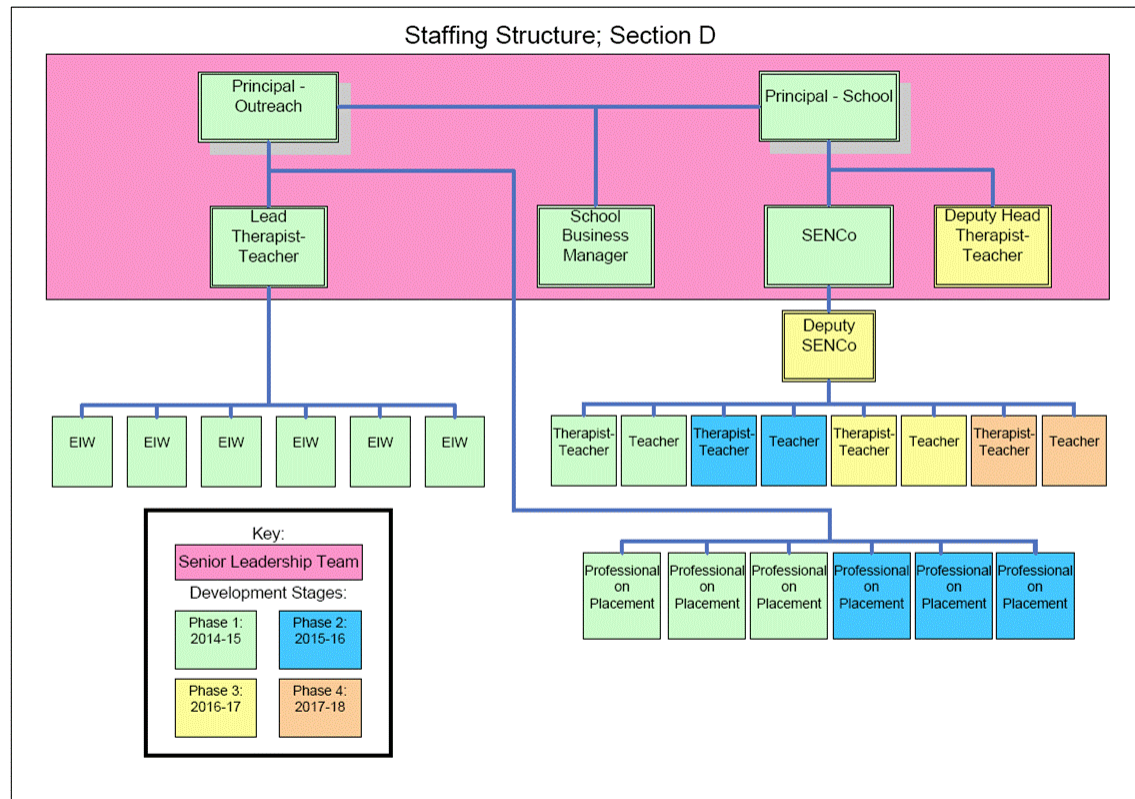 Staffing Structure; Section D
Principal -
Outreach
Principal - School
Lead
Therapist-
Teacher
School
Business
Manager
SENCo
Deputy Head
Therapist-
Teacher
Deputy
SENCo
EIW
EIW
EIW
EIW
EIW
EIW
Therapist-
Teacher
Teacher
Therapist-
Teacher
Teacher
Therapist-
Teacher
Teacher
Therapist-
Teacher
Teacher
Professional
on
Placement
Professional
on
Placement
Professional
on
Placement
Professional
on
Placement
Professional
on
Placement
Professional
on
Placement
Key:
Senior Leadership Team
Development Stages:
Phase 1:
2014-15
Phase 2:
2015-16
Phase 3:
2016-17
Phase 4:
2017-18